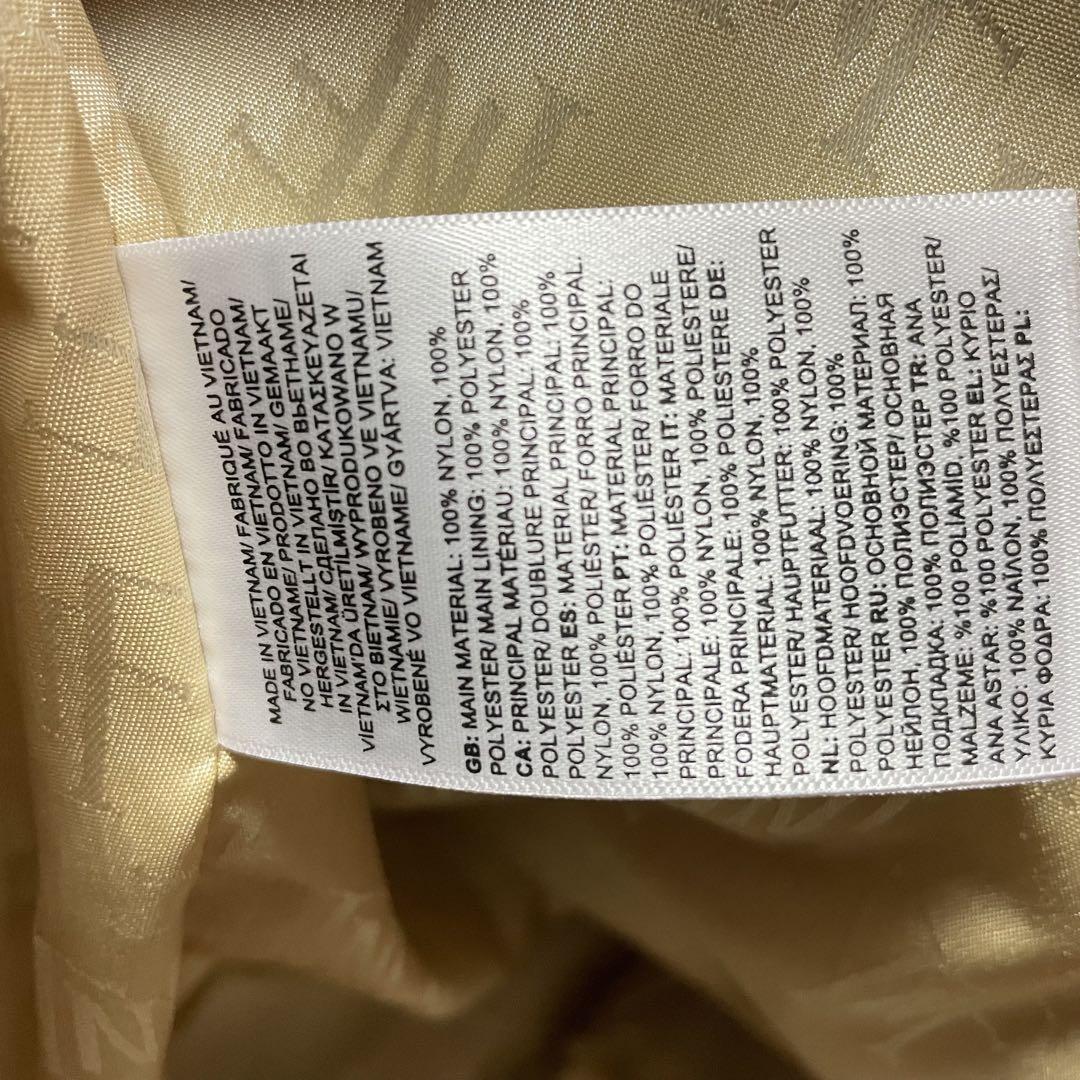 MADE IN VIETNAM/ FABRIQUÉ AU VIETNAM/
FABRICADO EN VIETNAM/ FABRICADO
NO VIETNAME/ PRODOTTO IN VIETNAM/
HERGESTELLT IN VIETNAM/ GEMAAKT
IN VIETNAM/ СДЕЛАНО ВО ВЬЕТНАМЕ/
VIETNAM'DA ÜRETİLMİŞTİR/ ΚΑΤΑΣΚΕΥΑΖΕΤΑΙ
ΣΤΟ ΒΙΕΤΝΑΜ/ WYPRODUKOWANO W
WIETNAMIE/ VYROBENO VE VIETNAMU/
VYROBENÉ VO VIETNAME/ GYÁRTVA: VIETNAM
GB: MAIN MATERIAL: 100% NYLON, 100%
POLYESTER/ MAIN LINING: 100% POLYESTER
CA: PRINCIPAL MATÉRIAU: 100% NYLON, 100%
POLYESTER/ DOUBLURE PRINCIPAL: 100%
POLYESTER ES: MATERIAL PRINCIPAL: 100%
NYLON, 100% POLIÉSTER/ FORRO PRINCIPAL.
100% POLIÉSTER PT: MATERIAL PRINCIPAL:
100% NYLON, 100% POLIÉSTER/ FORRO DO
PRINCIPAL: 100% POLIÉSTER IT: MATERIALE
PRINCIPALE: 100% NYLON, 100% POLIESTERE/
FODERA PRINCIPALE: 100% POLIESTERE DE:
HAUPTMATERIAL: 100% NYLON, 100%
POLYESTER/ HAUPTFUTTER: 100% POLYESTER
NL: HOOFDMATERIAAL: 100% NYLON, 100%
POLYESTER/ HOOFDVOERING: 100%
POLYESTER RU: ОСНОВНОЙ МАТЕРИАЛ: 100%
НЕЙЛОН, 100% ПОЛИЭСТЕР/ ОСНОВНАЯ
ПОДКЛАДКА: 100% ПОЛИЭСТЕР TR: ANA
MALZEME: %100 POLİAMID, %100 POLYESTER/
ANA ASTAR: %100 POLYESTER EL: ΚΥΡΙΟ
ΥΛΙΚΟ: 100% ΝΑΪΛΟΝ, 100% ΠΟΛΥΕΣΤΕΡΑΣ/
ΚΥΡΙΑ ΦΟΔΡΑ: 100% ΠΟΛΥΕΣΤΕΡΑΣ PL: